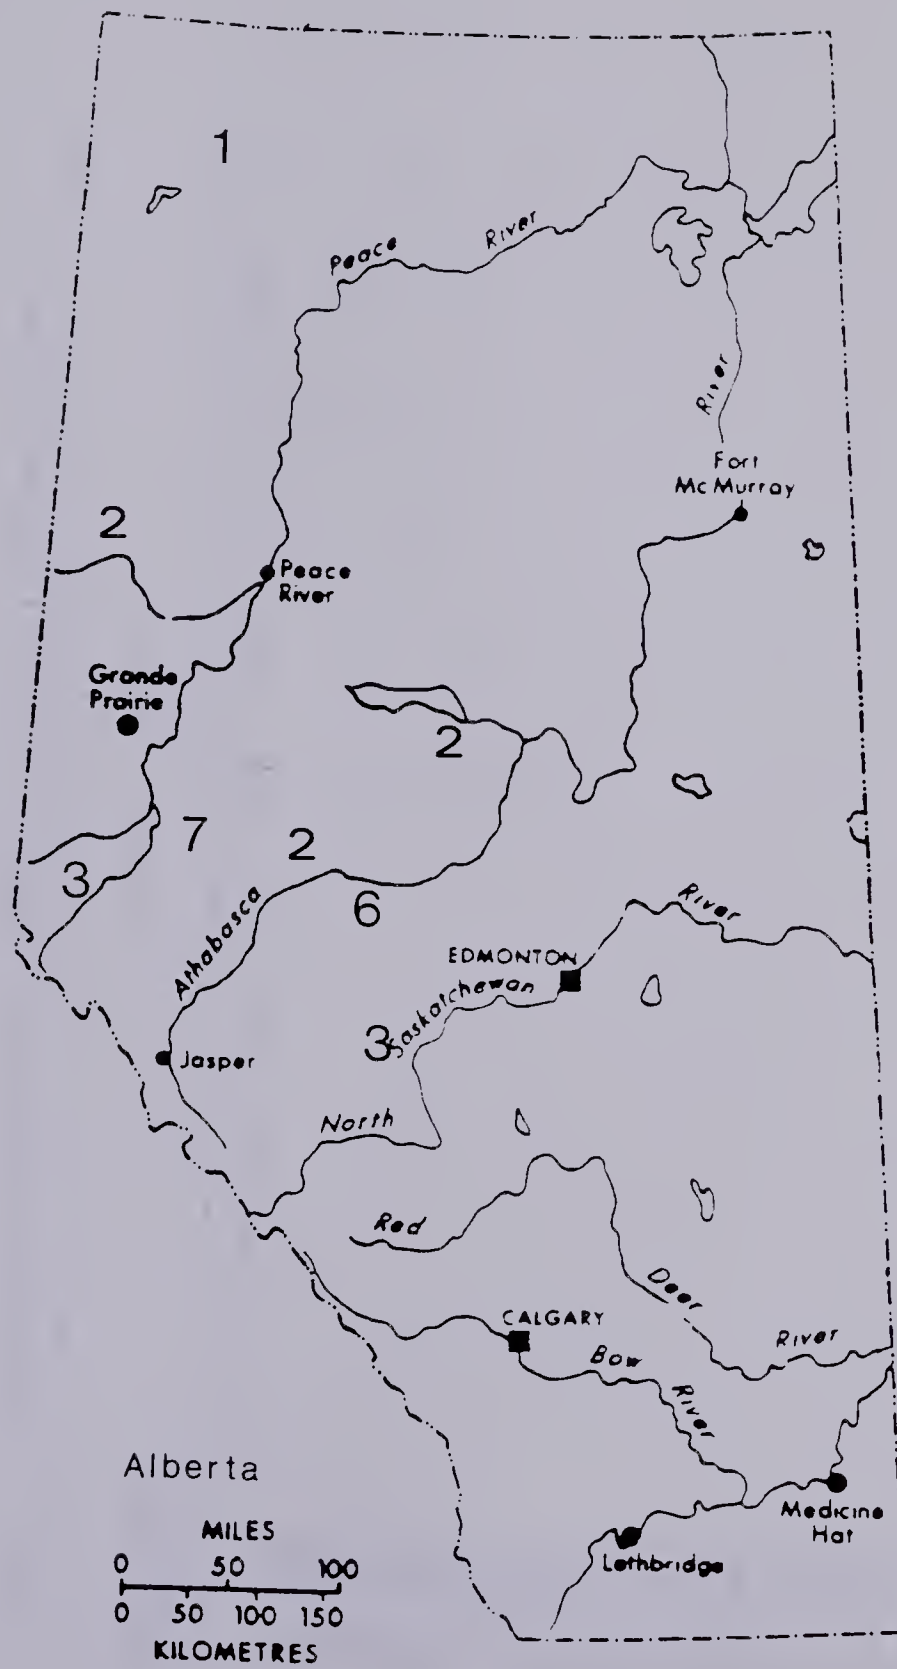 1
Peace River
River
Fort
McMurray
2
Peace
River
Grande
Prairie
2
7
2
3
6
Athabasca
River
EDMONTON
Saskatchewan
3
Jasper
North
Red
Deer
CALGARY
River
Bow
River
Alberta
Medicine
Hat
MILES
Lethbridge
0 50 100
0 50 100 150
KILOMETRES